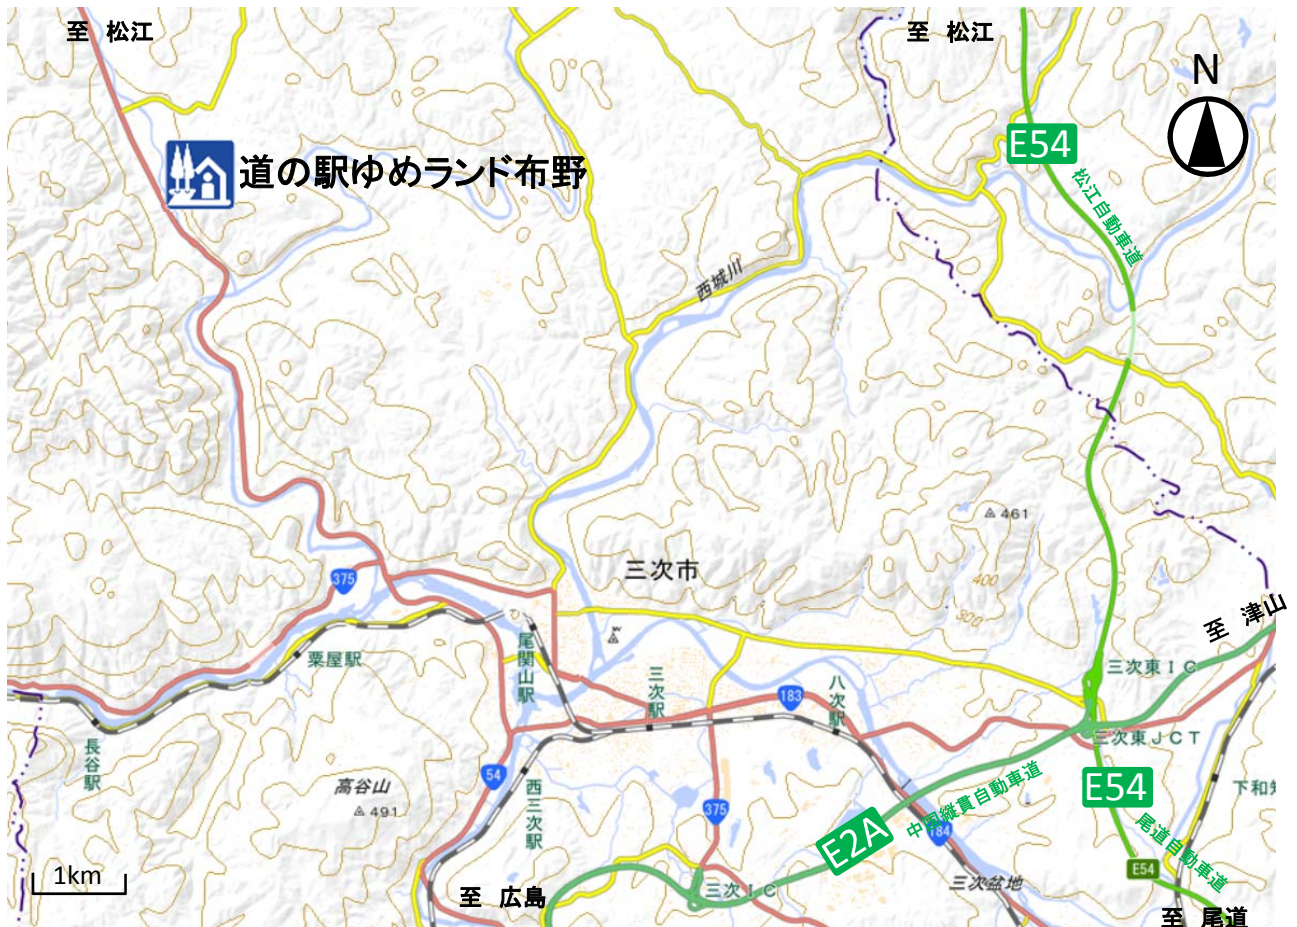 至 松江
至 松江
N
E54
松江自動車道
道の駅ゆめランド布野
西城川
461
400
300
三次市
375
至 津山
粟屋駅
尾関山駅
三次駅
八次駅
183
三次東IC
三次東JCT
長谷駅
高谷山
491
54
西三次駅
375
E2A
中国縦貫自動車道
184
E54
尾道自動車道
E54
下和知
1km
至 広島
三次IC
三次盆地
至 尾道